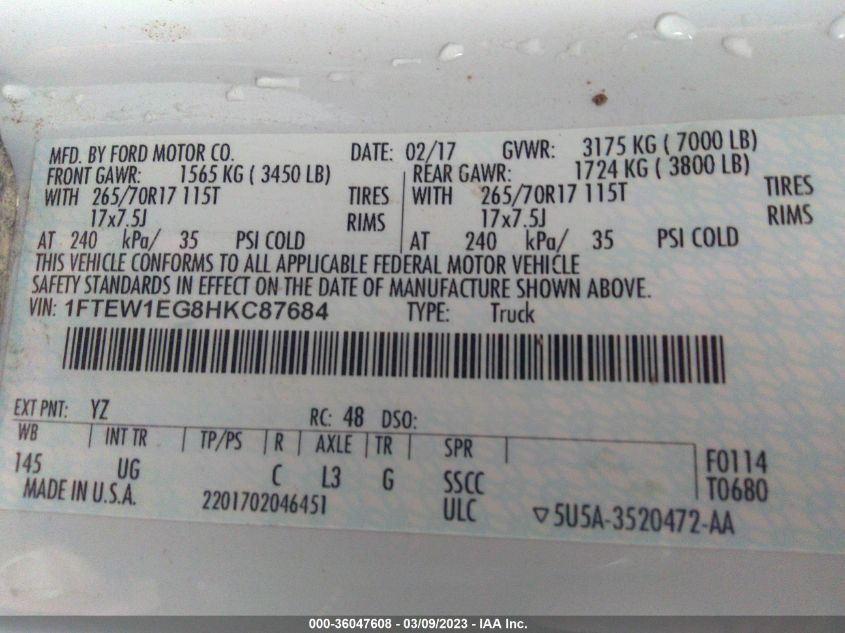 MFD. BY FORD MOTOR CO. DATE: 02/17 GVWR: 3175 KG ( 7000 LB)
FRONT GAWR: 1565 KG ( 3450 LB) REAR GAWR: 1724 KG ( 3800 LB)
WITH 265/70R17 115T TIRES WITH 265/70R17 115T TIRES
17x7.5J RIMS 17x7.5J RIMS
AT 240 kPa/ 35 PSI COLD AT 240 kPa/ 35 PSI COLD
THIS VEHICLE CONFORMS TO ALL APPLICABLE FEDERAL MOTOR VEHICLE
SAFETY STANDARDS IN EFFECT ON THE DATE OF MANUFACTURE SHOWN ABOVE.
VIN: 1FTEW1EG8HKC87684 TYPE: Truck
EXT PNT: YZ RC: 48 DSO:
WB INT TR TP/PS R AXLE TR SPR F0114
145 UG C L3 G SSCC T0680
MADE IN U.S.A. 2201702046451 ULC ▽5U5A-3520472-AA
000-36047608 - 03/09/2023 - IAA Inc.